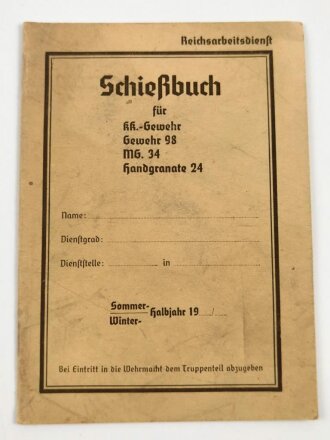 Reichsarbeitsdienst
Schießbuch
für
KK.-Gewehr
Gewehr 98
MG. 34
Handgranate 24
Name:
Dienstgrad:
Dienststelle: in
Sommer-
Winter-
Halbjahr 19
Bei Eintritt in die Wehrmacht dem Truppenteil abzugeben